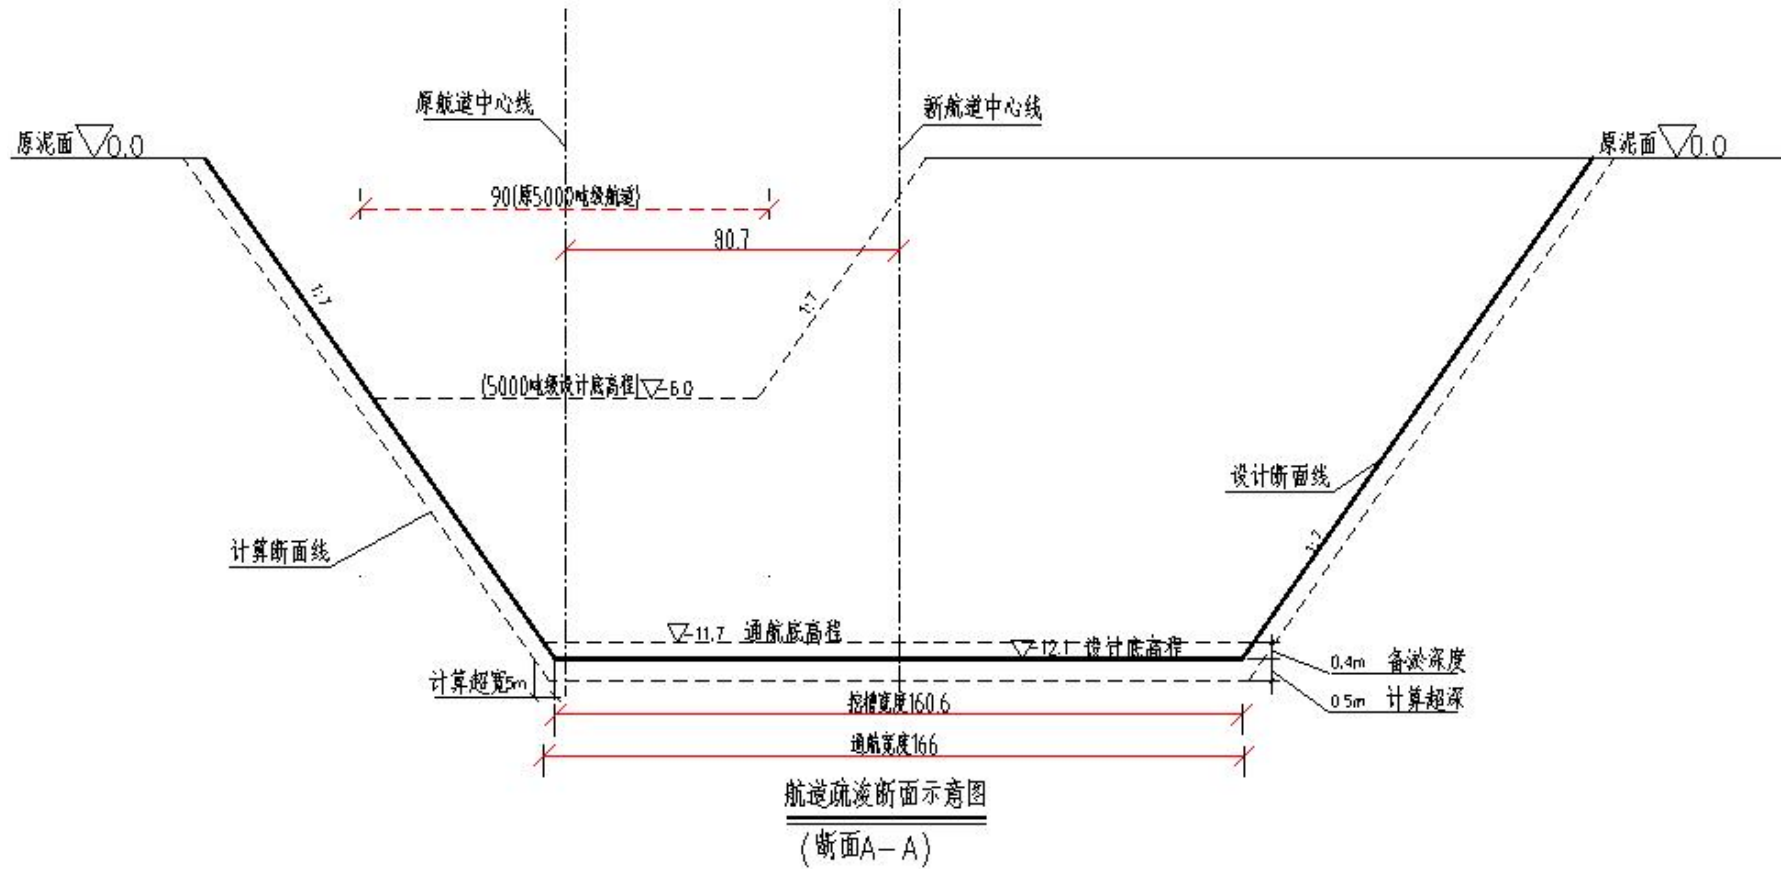 原航道中心线
新航道中心线
原泥面 0.0
原泥面 0.0
90(原5000吨级航道)
80.7
1:7
1:7
(5000吨级设计底高程) -6.0
设计断面线
计算断面线
1:7
-11.7 通航底高程
-12.1 设计底高程
0.4m 备淤深度
计算超宽5m
0.5m 计算超深
挖槽宽度160.6
通航宽度166
航道疏浚断面示意图
(断面A-A)